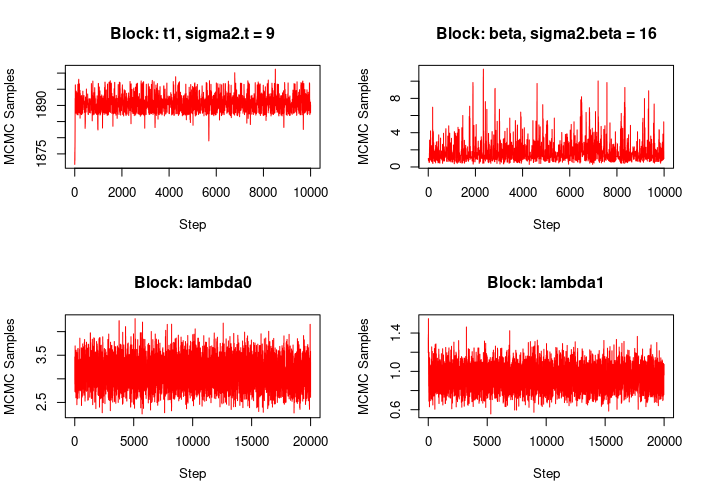 Block: t1, sigma2.t = 9
MCMC Samples
1875
1890
0 2000 4000 6000 8000 10000
Step
Block: beta, sigma2.beta = 16
MCMC Samples
0
4
8
0 2000 4000 6000 8000 10000
Step
Block: lambda0
MCMC Samples
2.5
3.5
0 5000 10000 15000 20000
Step
Block: lambda1
MCMC Samples
0.6
1.0
1.4
0 5000 10000 15000 20000
Step